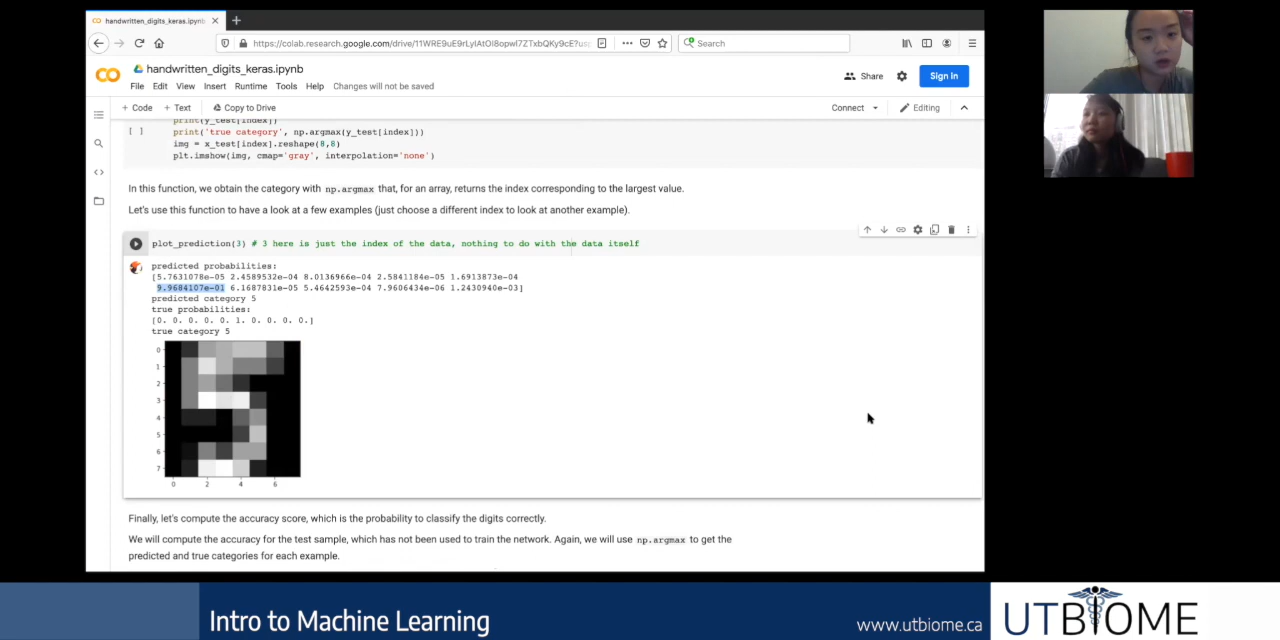 handwritten_digits_keras.ipynb
https://colab.research.google.com/drive/11WRE9uE9rLyIAtOI8opwI7ZTxbQKy9cE?us
Search
handwritten_digits_keras.ipynb
Share
Sign in
File Edit View Insert Runtime Tools Help Changes will not be saved
+ Code + Text Copy to Drive
Connect
Editing
print(y_test[index])
[ ] print('true category', np.argmax(y_test[index]))
img = x_test[index].reshape(8,8)
plt.imshow(img, cmap='gray', interpolation='none')
In this function, we obtain the category with np.argmax that, for an array, returns the index corresponding to the largest value.
Let's use this function to have a look at a few examples (just choose a different index to look at another example).
plot_prediction(3) # 3 here is just the index of the data, nothing to do with the data itself
predicted probabilities:
[5.7631078e-05 2.4589532e-04 8.0136966e-04 2.5841184e-05 1.6913873e-04
9.9684107e-01 6.1687831e-05 5.4642593e-04 7.9606434e-06 1.2430940e-03]
predicted category 5
true probabilities:
[0. 0. 0. 0. 0. 1. 0. 0. 0. 0.]
true category 5
0
1
2
3
4
5
6
7
0 2 4 6
Finally, let's compute the accuracy score, which is the probability to classify the digits correctly.
We will compute the accuracy for the test sample, which has not been used to train the network. Again, we will use np.argmax to get the
predicted and true categories for each example.
Intro to Machine Learning
www.utbiome.ca
UTBIOME